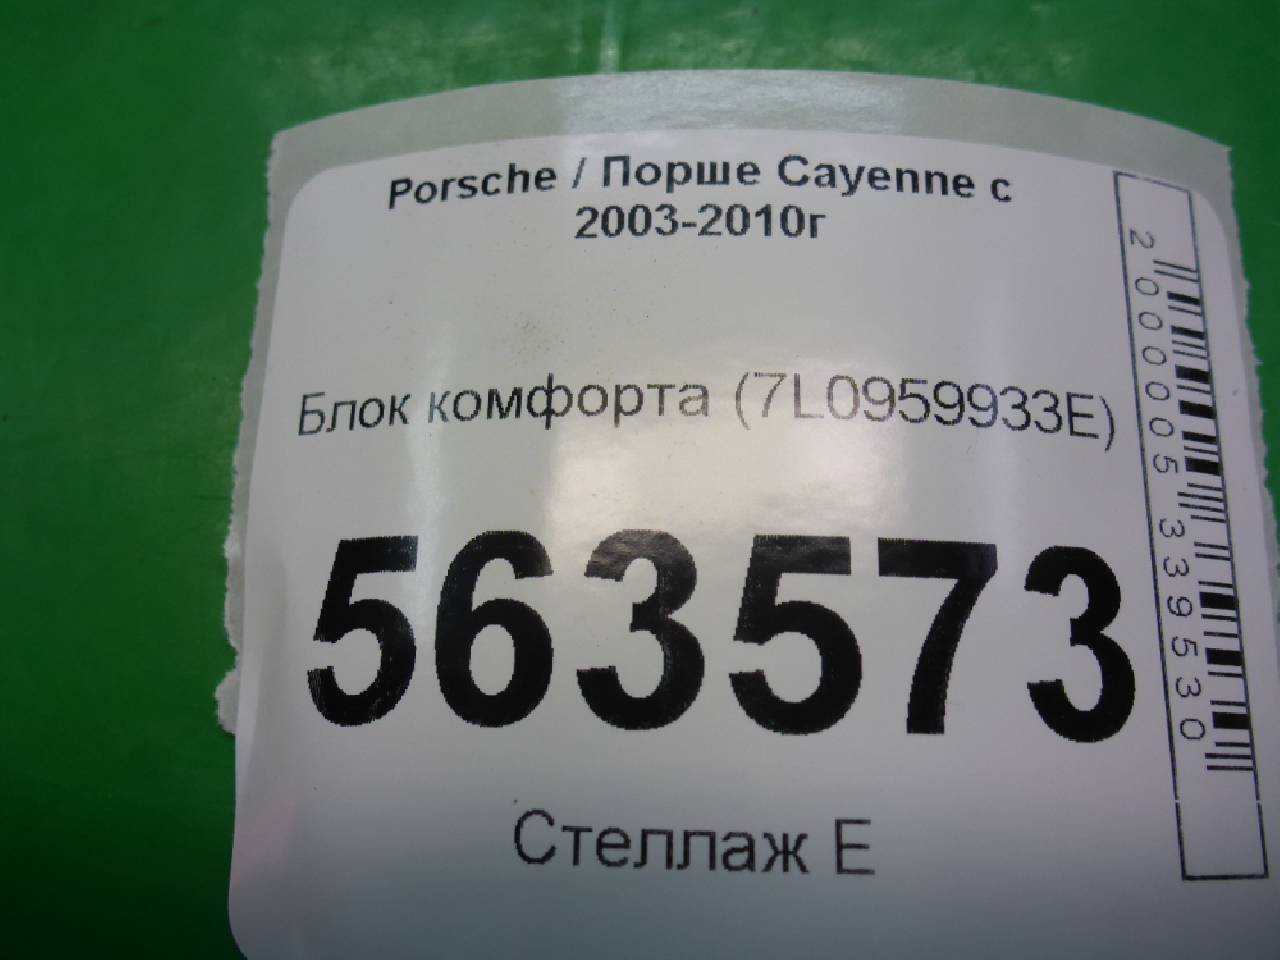 Porsche / Порше Cayenne с
2003-2010г
Блок комфорта (7L0959933E)
563573
Стеллаж Е
2000005339530